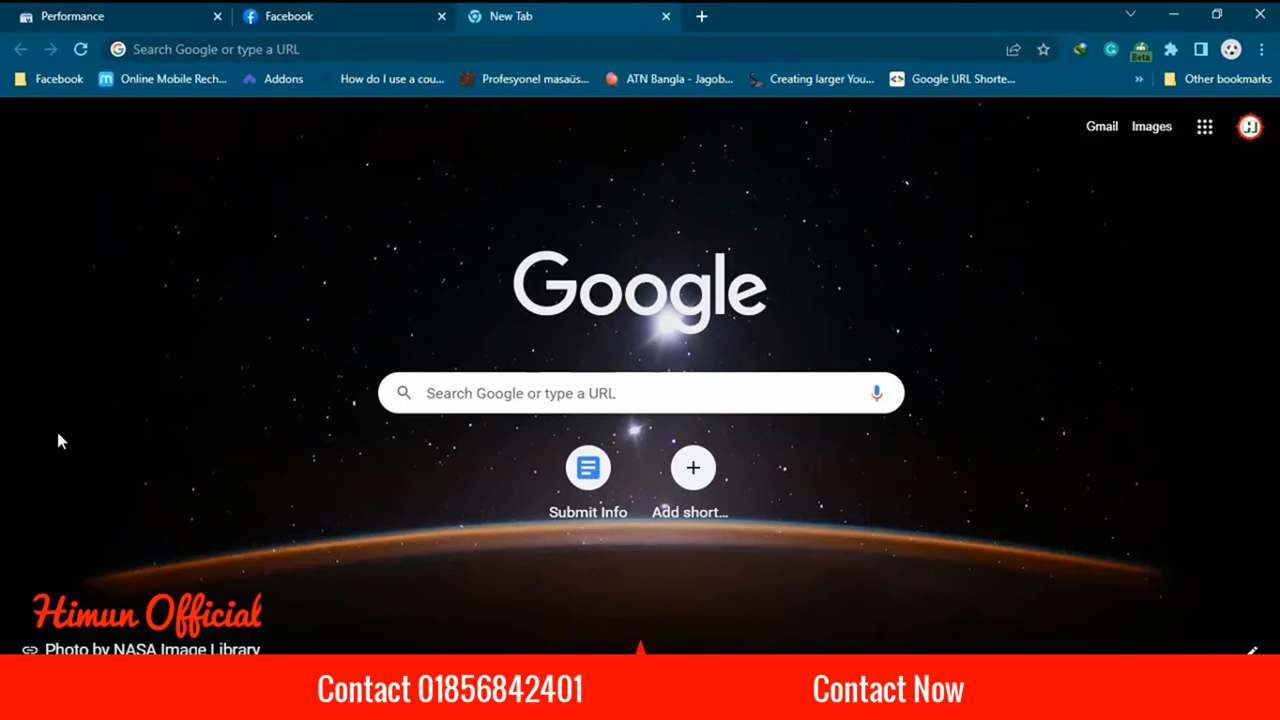 Performance
Facebook
New Tab
Search Google or type a URL
Beta
Facebook
Online Mobile Rech...
Addons
How do I use a cou...
Profesyonel masaüs...
ATN Bangla - Jagob...
Creating larger You...
Google URL Shorte...
Other bookmarks
Gmail
Images
Google
Search Google or type a URL
Submit Info
Add short...
Himun Official
Photo by NASA Image Library
Contact 01856842401
Contact Now